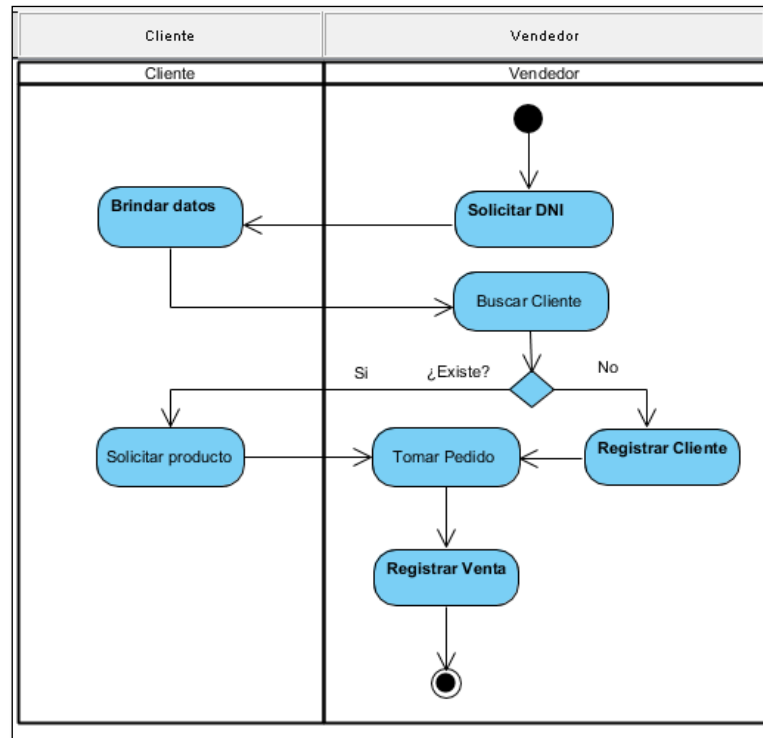 Cliente
Vendedor
Cliente
Vendedor
Brindar datos
Solicitar DNI
Buscar Cliente
Si
¿Existe?
No
Solicitar producto
Tomar Pedido
Registrar Cliente
Registrar Venta